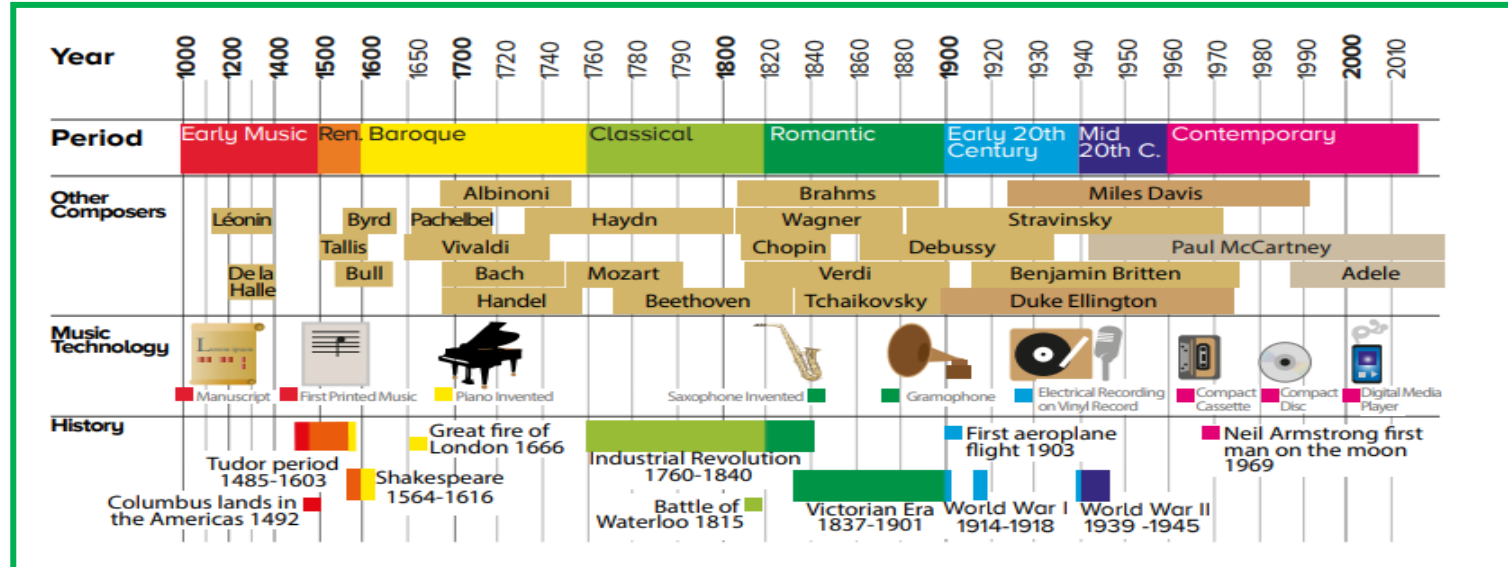 Year 1000 1200 1400 1500 1600 1650 1700 1720 1740 1760 1780 1790 1800 1820 1840 1860 1880 1900 1920 1930 1940 1950 1960 1970 1980 1990 2000 2010
Period Early Music Ren. Baroque Classical Romantic Early 20th Century Mid 20th C. Contemporary
Other Composers
Albinoni Brahms Miles Davis
Léonin Byrd Pachelbel Haydn Wagner Stravinsky
Tallis Vivaldi Chopin Debussy Paul McCartney
De la Halle Bull Bach Mozart Verdi Benjamin Britten Adele
Handel Beethoven Tchaikovsky Duke Ellington
Music Technology
Manuscript First Printed Music Piano Invented Saxophone Invented Gramophone Electrical Recording on Vinyl Record Compact Cassette Compact Disc Digital Media Player
History
Tudor period 1485-1603
Columbus lands in the Americas 1492
Great fire of London 1666
Shakespeare 1564-1616
Industrial Revolution 1760-1840
Battle of Waterloo 1815
Victorian Era 1837-1901
First aeroplane flight 1903
World War I 1914-1918
World War II 1939 -1945
Neil Armstrong first man on the moon 1969